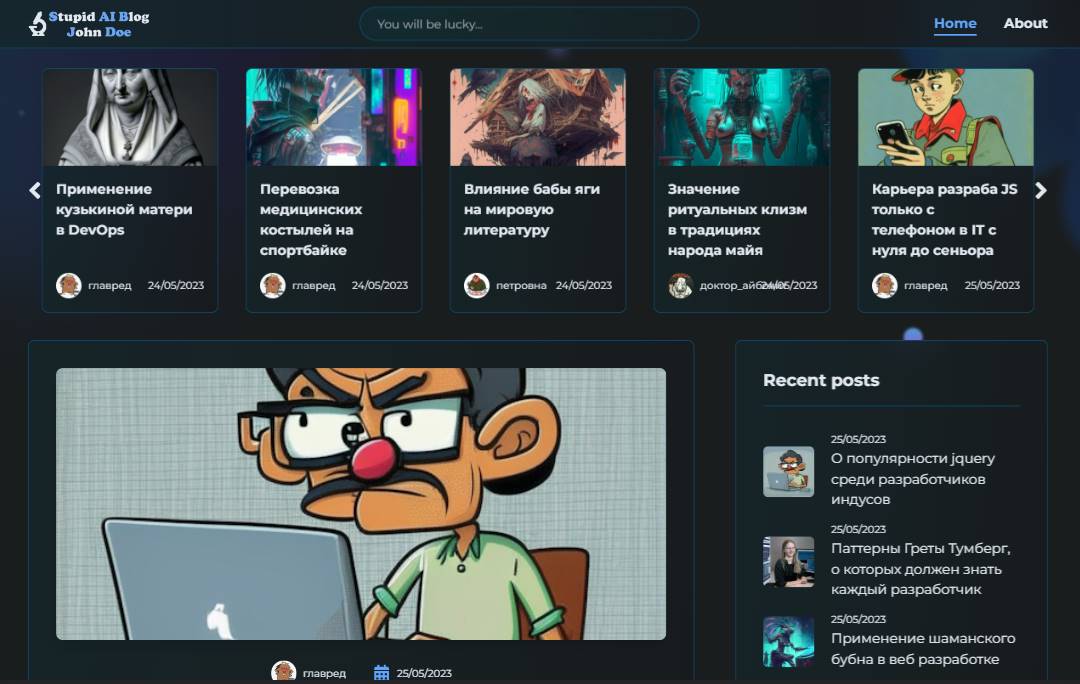 Stupid AI Blog
John Doe
You will be lucky...
Home
About
Применение
кузькиной матери
в DevOps
главред 24/05/2023
Перевозка
медицинских
костылей на
спортбайке
главред 24/05/2023
Влияние бабы яги
на мировую
литературу
петровна 24/05/2023
Значение
ритуальных клизм
в традициях
народа майя
24/05/2023
Карьера разраба JS
только с
телефоном в IT с
нуля до сеньора
главред 25/05/2023
главред 25/05/2023
Recent posts
25/05/2023
О популярности jquery
среди разработчиков
индусов
25/05/2023
Паттерны Греты Тумберг,
о которых должен знать
каждый разработчик
25/05/2023
Применение шаманского
бубна в веб разработке